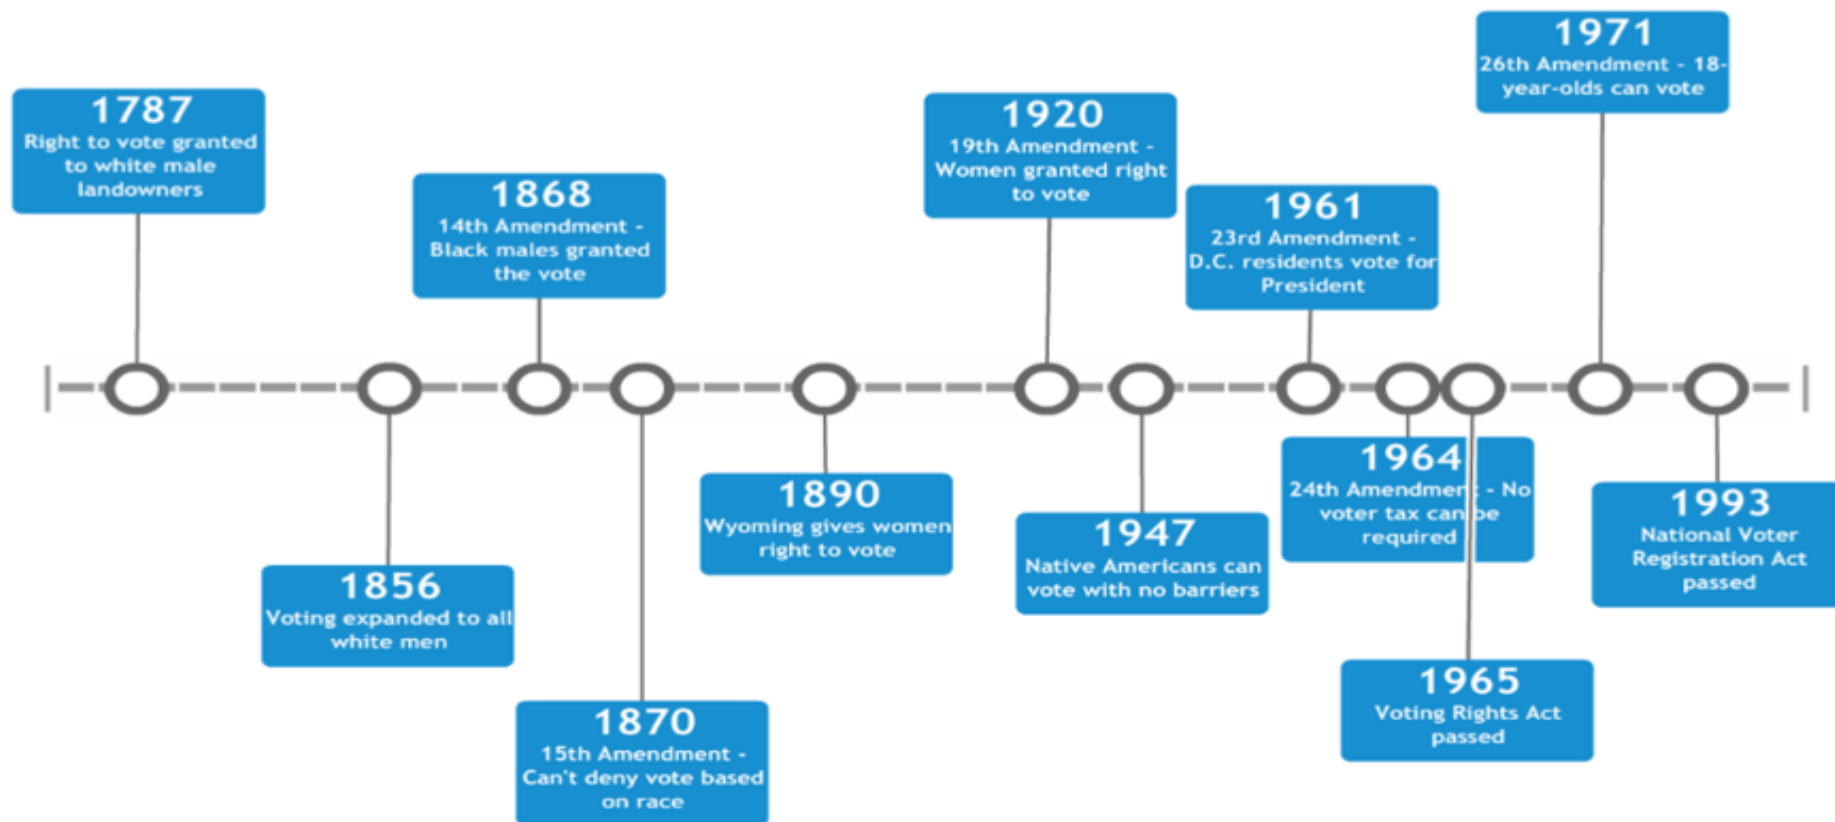 1787
Right to vote granted
to white male
landowners
1856
Voting expanded to all
white men
1868
14th Amendment -
Black males granted
the vote
1870
15th Amendment -
Can't deny vote based
on race
1890
Wyoming gives women
right to vote
1920
19th Amendment -
Women granted right
to vote
1947
Native Americans can
vote with no barriers
1961
23rd Amendment -
D.C. residents vote for
President
1964
24th Amendment - No
voter tax can be
required
1965
Voting Rights Act
passed
1971
26th Amendment - 18-
year-olds can vote
1993
National Voter
Registration Act
passed